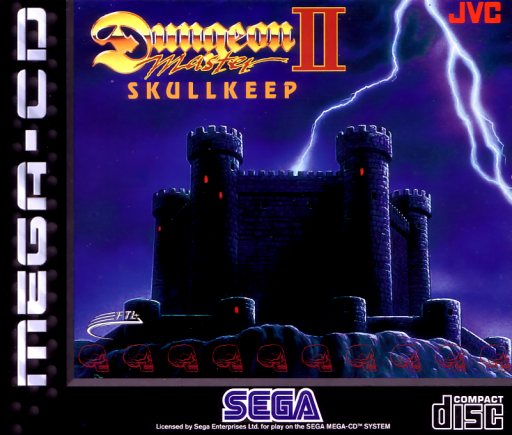 MEGA-CD
Dungeon
Master
II
SKULLKEEP
JVC
FTL
SEGA
Licensed by Sega Enterprises Ltd. for play on the SEGA MEGA-CD™ SYSTEM
COMPACT
disc